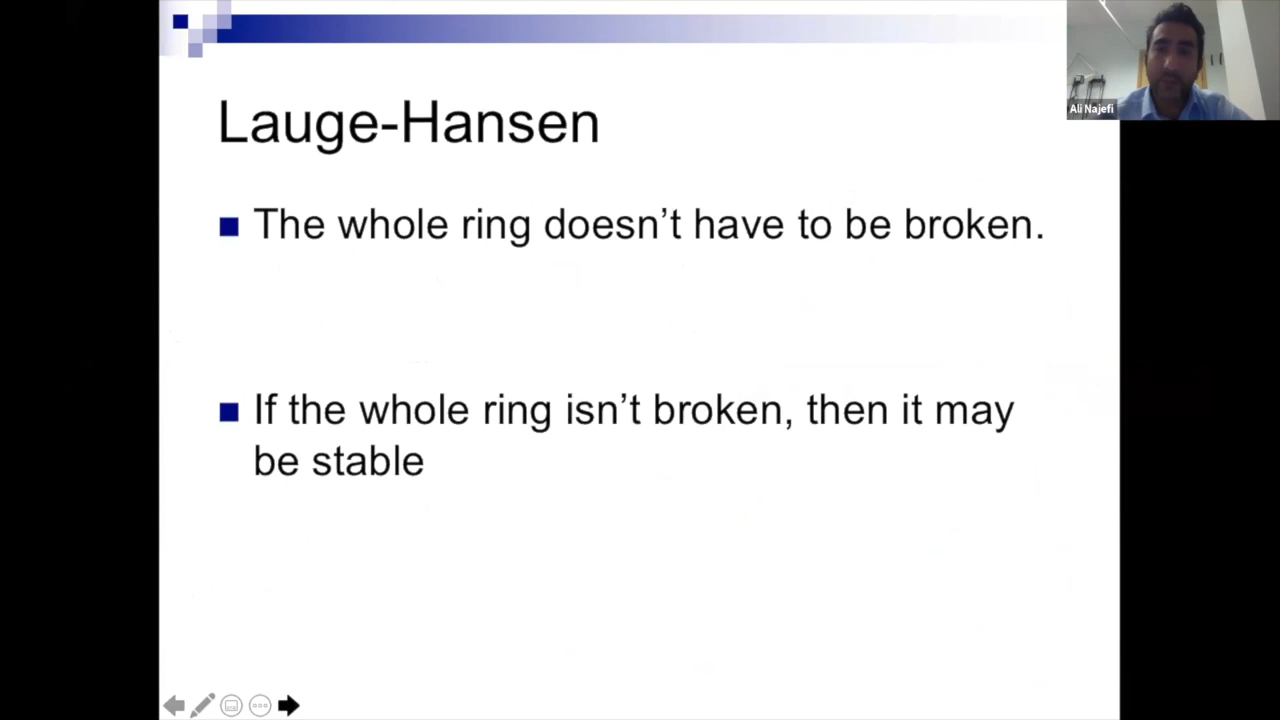 Ali Najefi
Lauge-Hansen
The whole ring doesn’t have to be broken.
If the whole ring isn’t broken, then it may
be stable